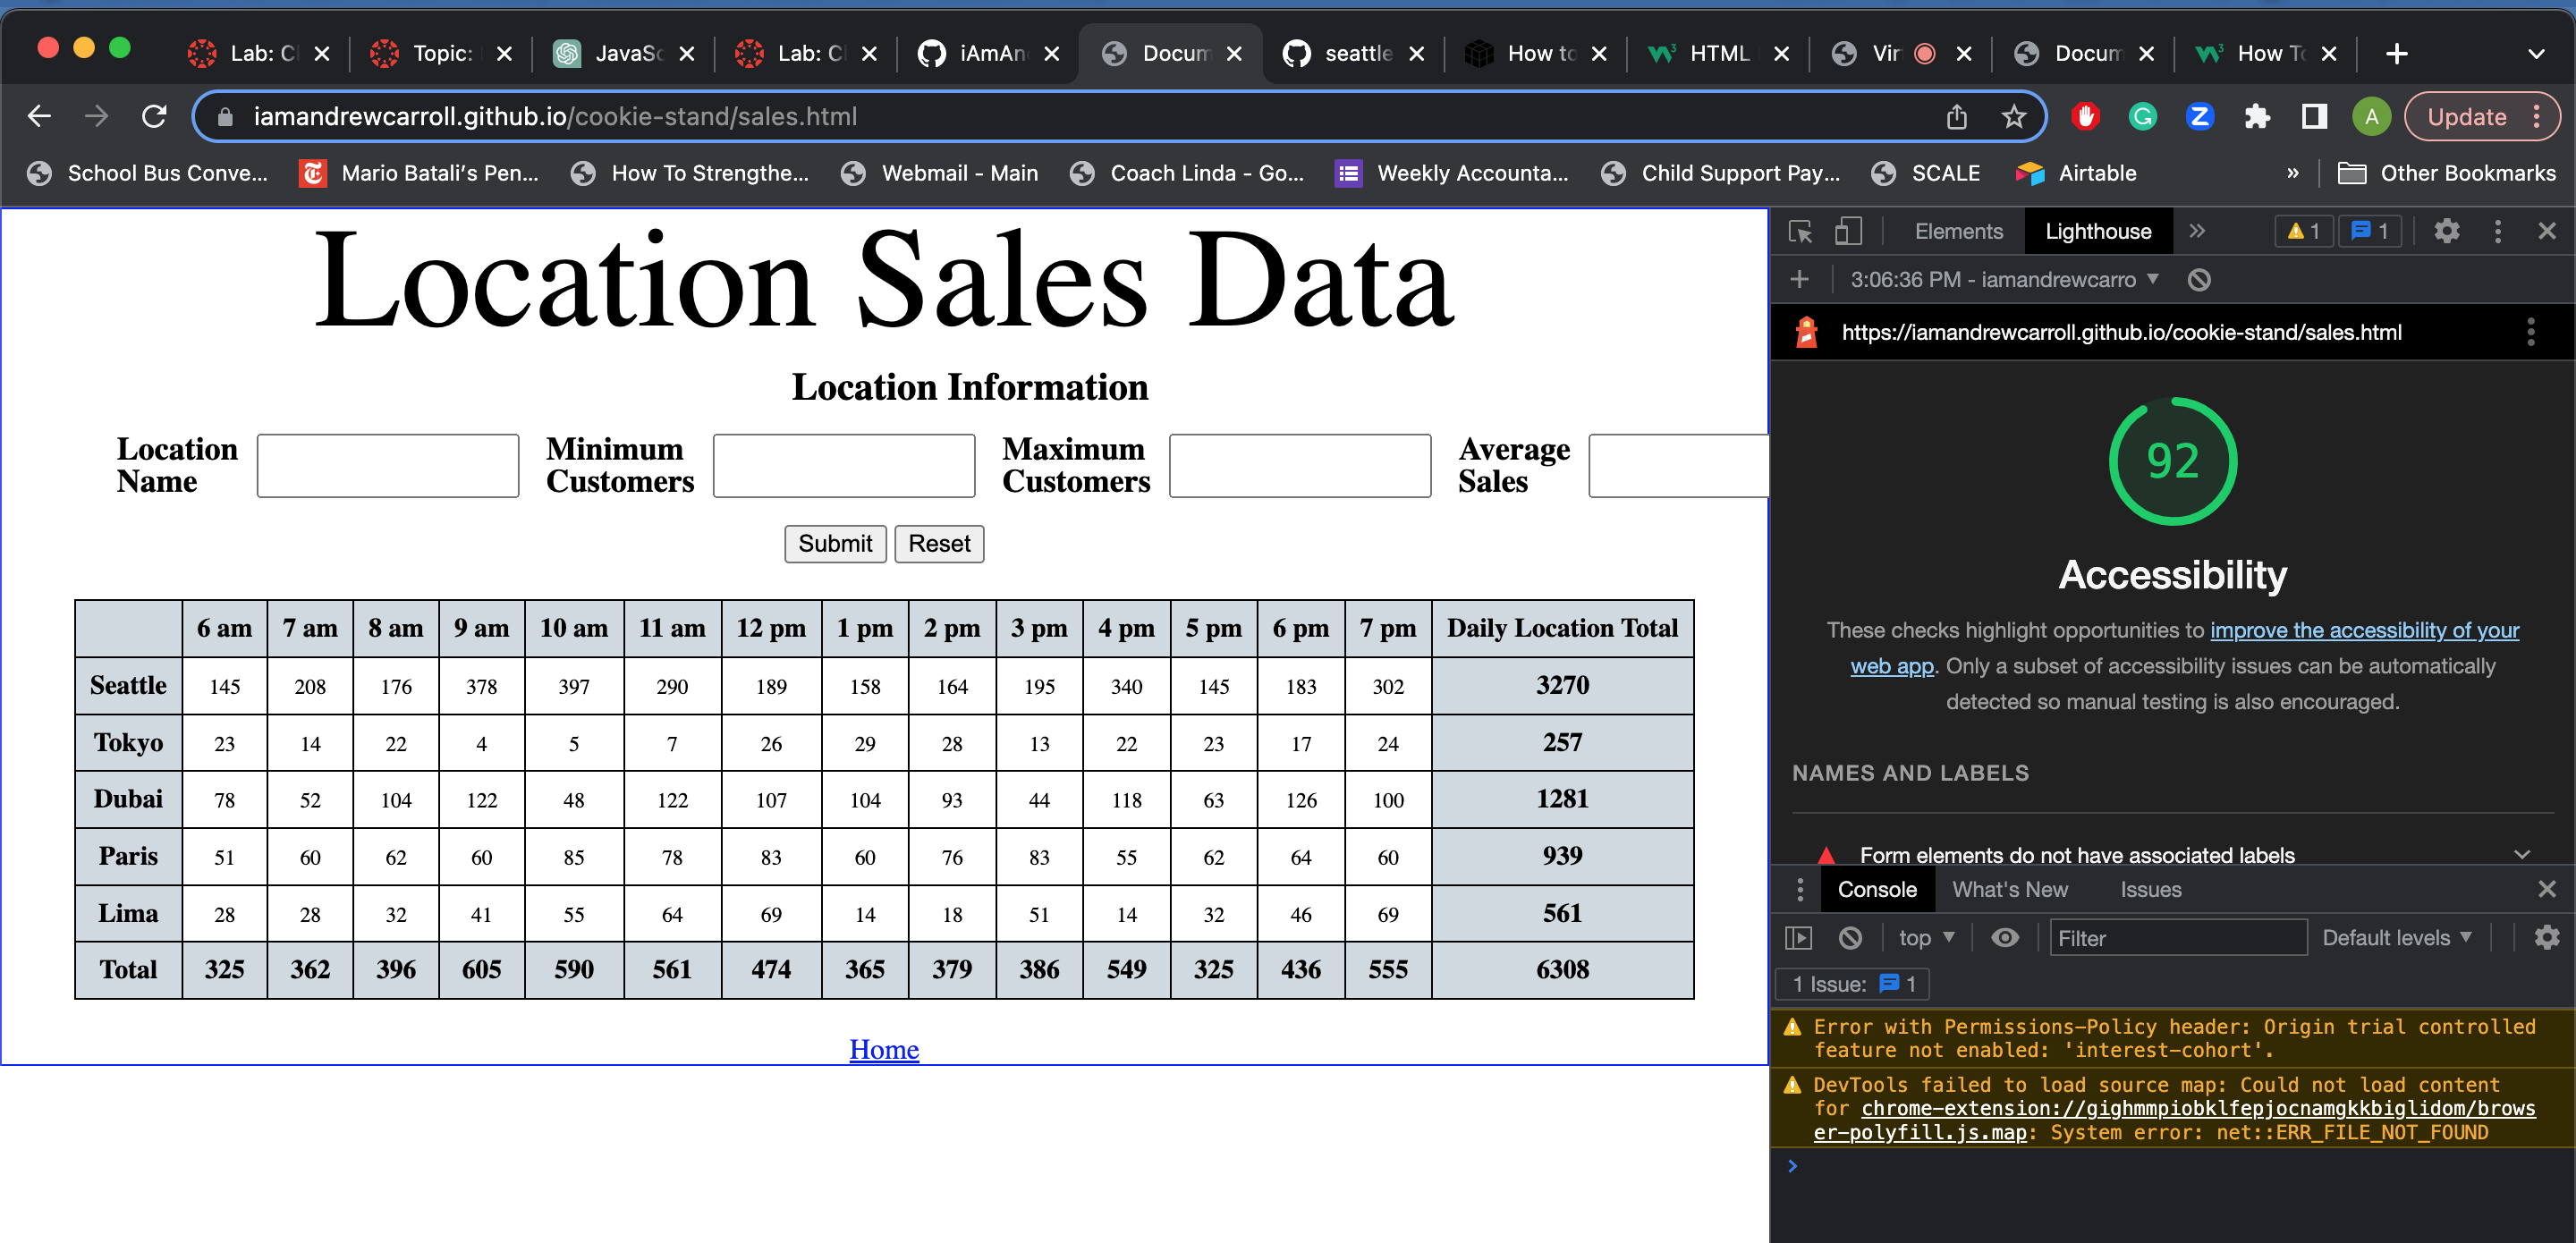 Lab: C
Topic:
JavaSc
Lab: C
iAmAn
Docum
seattle
How to
HTML
Vir
Docum
How To
iamandrewcarroll.github.io/cookie-stand/sales.html
A
Update
School Bus Conve...
Mario Batali's Pen...
How To Strengthe...
Webmail - Main
Coach Linda - Go...
Weekly Accounta...
Child Support Pay...
SCALE
Airtable
»
Other Bookmarks
Location Sales Data
Location Information
Location
Name
Minimum
Customers
Maximum
Customers
Average
Sales
Submit Reset
6 am 7 am 8 am 9 am 10 am 11 am 12 pm 1 pm 2 pm 3 pm 4 pm 5 pm 6 pm 7 pm Daily Location Total
Seattle 145 208 176 378 397 290 189 158 164 195 340 145 183 302 3270
Tokyo 23 14 22 4 5 7 26 29 28 13 22 23 17 24 257
Dubai 78 52 104 122 48 122 107 104 93 44 118 63 126 100 1281
Paris 51 60 62 60 85 78 83 60 76 83 55 62 64 60 939
Lima 28 28 32 41 55 64 69 14 18 51 14 32 46 69 561
Total 325 362 396 605 590 561 474 365 379 386 549 325 436 555 6308
Home
Elements Lighthouse » 1 1
3:06:36 PM - iamandrewcarro
https://iamandrewcarroll.github.io/cookie-stand/sales.html
92
Accessibility
These checks highlight opportunities to improve the accessibility of your
web app. Only a subset of accessibility issues can be automatically
detected so manual testing is also encouraged.
NAMES AND LABELS
Form elements do not have associated labels
Console What's New Issues
top Filter Default levels
1 Issue: 1
Error with Permissions-Policy header: Origin trial controlled
feature not enabled: 'interest-cohort'.
DevTools failed to load source map: Could not load content
for chrome-extension://gighmmpiobklfepjocnamgkkbiglidom/brows
er-polyfill.js.map: System error: net::ERR_FILE_NOT_FOUND